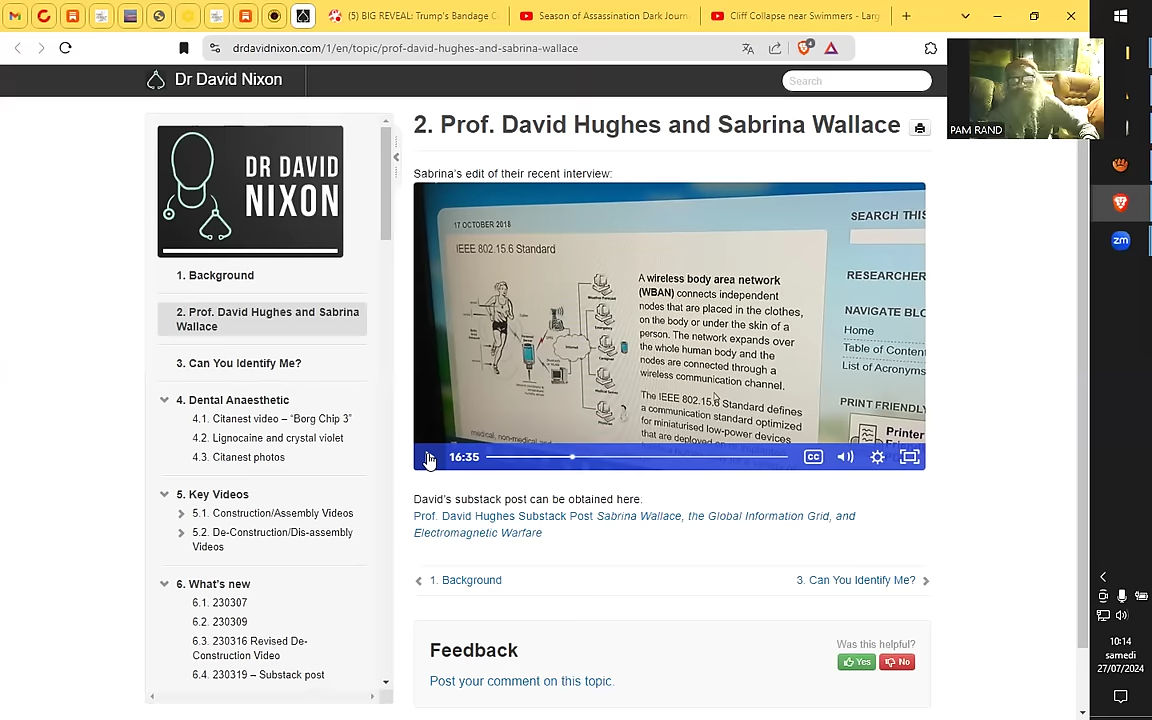 (5) BIG REVEAL: Trump's Bandage C
Season of Assassination Dark Journ
Cliff Collapse near Swimmers - Larg
drdavidnixon.com/1/en/topic/prof-david-hughes-and-sabrina-wallace
Dr David Nixon
Search
PAM RAND
DR DAVID
NIXON
1. Background
2. Prof. David Hughes and Sabrina
Wallace
3. Can You Identify Me?
4. Dental Anaesthetic
4.1. Citanest video – “Borg Chip 3”
4.2. Lignocaine and crystal violet
4.3. Citanest photos
5. Key Videos
5.1. Construction/Assembly Videos
5.2. De-Construction/Dis-assembly
Videos
6. What's new
6.1. 230307
6.2. 230309
6.3. 230316 Revised De-
Construction Video
6.4. 230319 – Substack post
2. Prof. David Hughes and Sabrina Wallace
Sabrina's edit of their recent interview:
17 OCTOBER 2018
IEEE 802.15.6 Standard
A wireless body area network
(WBAN) connects independent
nodes that are placed in the clothes,
on the body or under the skin of a
person. The network expands over
the whole human body and the
nodes are connected through a
wireless communication channel.
The IEEE 802.15.6 Standard defines
a communication standard optimized
for miniaturised low-power devices
that are deployed
medical, non-medical and
SEARCH THIS
RESEARCHER
NAVIGATE BLO
Home
Table of Content
List of Acronyms
PRINT FRIENDLY
Printer
16:35
CC
David's substack post can be obtained here:
Prof. David Hughes Substack Post Sabrina Wallace, the Global Information Grid, and
Electromagnetic Warfare
1. Background
3. Can You Identify Me?
Feedback
Was this helpful?
Yes
No
Post your comment on this topic.
zm
10:14
samedi
27/07/2024